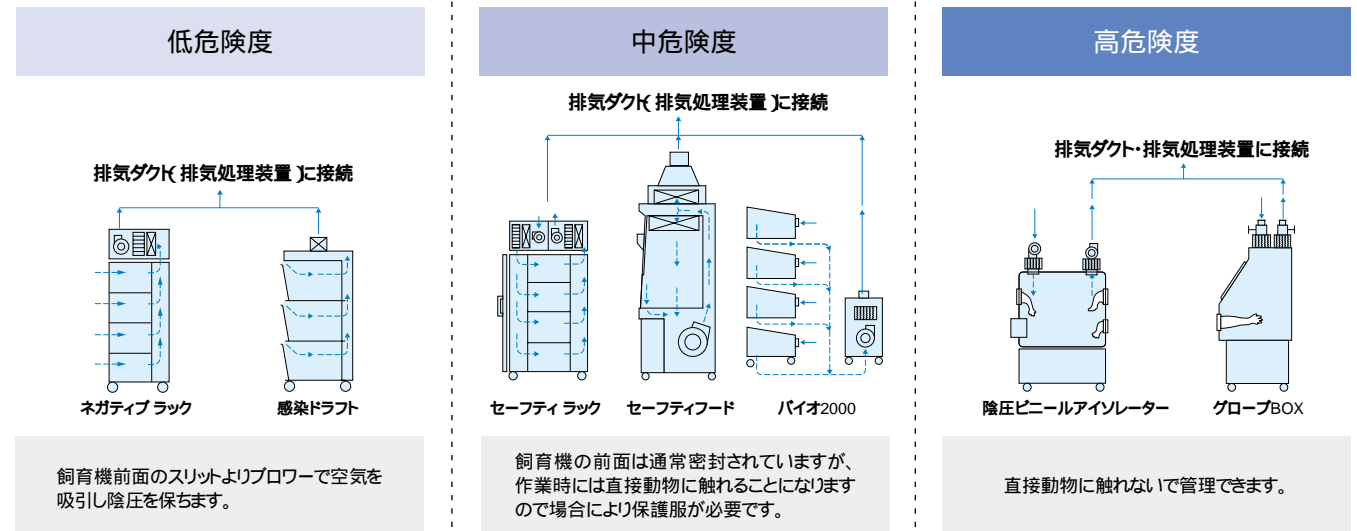 低危険度
排気ダクト（排気処理装置）に接続
ネガティブ ラック
感染ドラフト
飼育機前面のスリットよりブロワーで空気を
吸引し陰圧を保ちます。
中危険度
排気ダクト（排気処理装置）に接続
セーフティ ラック
セーフティフード
バイオ2000
飼育機の前面は通常密封されていますが、
作業時には直接動物に触れることになります
ので場合により保護服が必要です。
高危険度
排気ダクト・排気処理装置に接続
陰圧ビニールアイソレーター
グローブBOX
直接動物に触れないで管理できます。